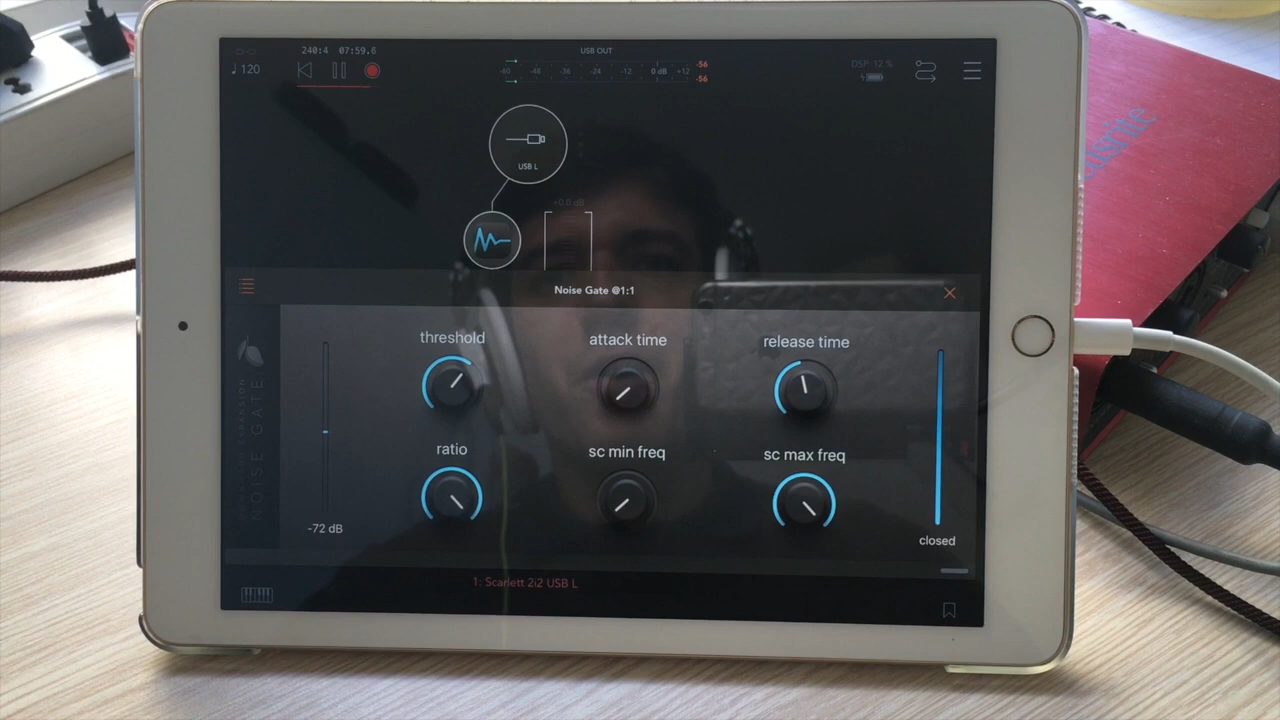 240:4 07:59.6
USB OUT
♩ 120
-60 -48 -36 -24 -12 0 dB +12
-56
-56
DSP: 12 %
USB L
+0.0 dB
Noise Gate @1:1
threshold
attack time
release time
ratio
sc min freq
sc max freq
NOISE GATE
-72 dB
closed
1: Scarlett 2i2 USB L